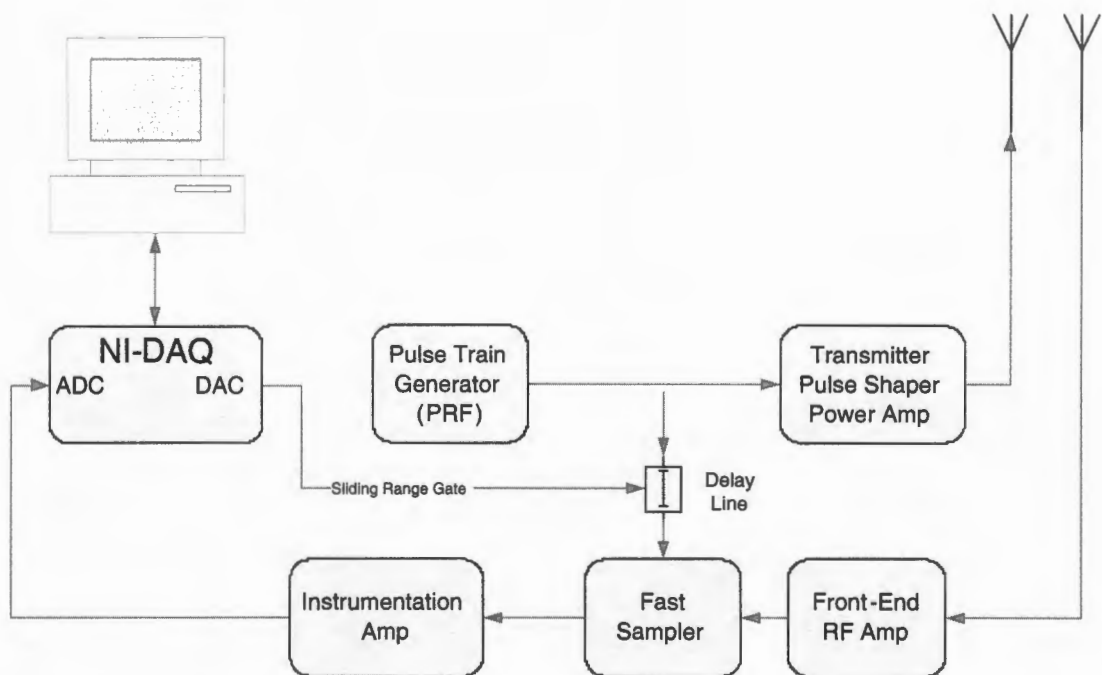 NI-DAQ
ADC
DAC
Pulse Train
Generator
(PRF)
Transmitter
Pulse Shaper
Power Amp
Sliding Range Gate
Delay
Line
Instrumentation
Amp
Fast
Sampler
Front-End
RF Amp